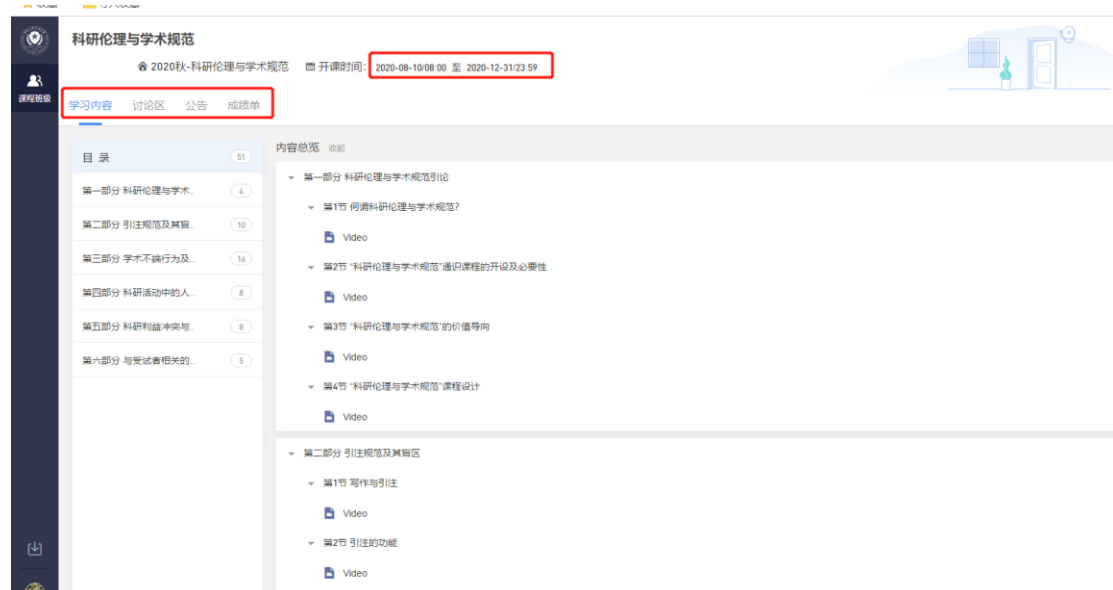 科研伦理与学术规范
2020秋-科研伦理与学术规范 开课时间: 2020-08-10/08:00 至 2020-12-31/23:59
课程班级
学习内容 讨论区 公告 成绩单
目 录 51
第一部分 科研伦理与学术... 4
第二部分 引注规范及其盲... 10
第三部分 学术不端行为及... 16
第四部分 科研活动中的人... 8
第五部分 科研利益冲突与... 8
第六部分 与受试者相关的... 5
内容总览 收起
第一部分 科研伦理与学术规范引论
第1节 何谓科研伦理与学术规范?
Video
第2节 “科研伦理与学术规范”通识课程的开设及必要性
Video
第3节 “科研伦理与学术规范”的价值导向
Video
第4节 “科研伦理与学术规范”课程设计
Video
第二部分 引注规范及其盲区
第1节 写作与引注
Video
第2节 引注的功能
Video